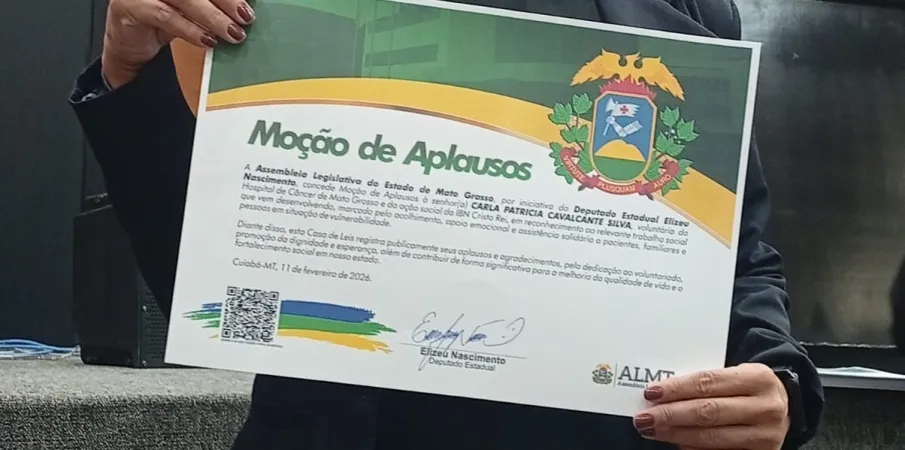 Moção de Aplausos
A Assembleia Legislativa do Estado de Mato Grosso, por iniciativa do Deputado Estadual Elizeu
Nascimento, concede Moção de Aplausos à senhor(a) CARLA PATRICIA CAVALCANTE SILVA, voluntária do
Hospital de Câncer de Mato Grosso e da ação social da IBN Cristo Rei, em reconhecimento ao relevante trabalho social
que vem desenvolvendo, marcado pelo acolhimento, apoio emocional e assistência solidária a pacientes, familiares e
pessoas em situação de vulnerabilidade.
Diante disso, esta Casa de Leis registra publicamente seus aplausos e agradecimentos, pela dedicação ao voluntariado,
promoção da dignidade e esperança, além de contribuir de forma significativa para a melhoria da qualidade de vida e o
fortalecimento social em nosso estado.
Cuiabá-MT, 11 de fevereiro de 2026.
VIRTUTE PLUSQUAM AURO
Elizeu Nascimento
Deputado Estadual
ALMT